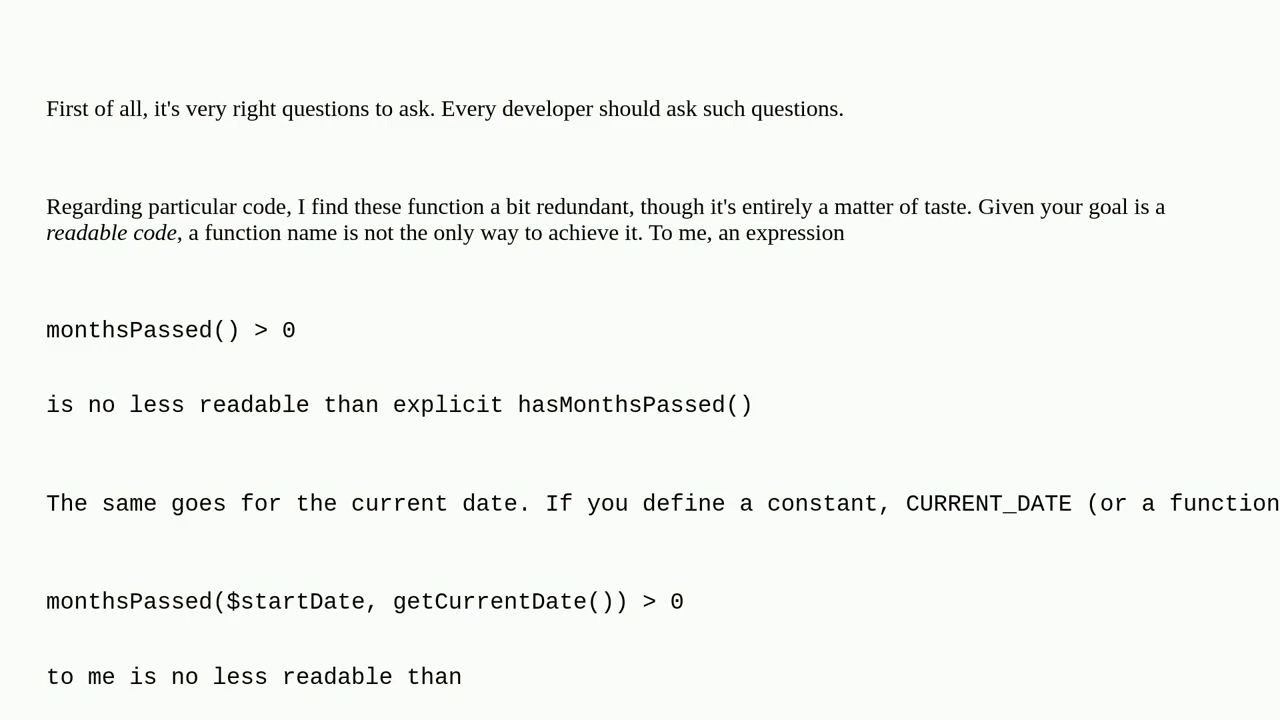 First of all, it's very right questions to ask. Every developer should ask such questions.
Regarding particular code, I find these function a bit redundant, though it's entirely a matter of taste. Given your goal is a
readable code, a function name is not the only way to achieve it. To me, an expression
monthsPassed() > 0
is no less readable than explicit hasMonthsPassed()
The same goes for the current date. If you define a constant, CURRENT_DATE (or a function
monthsPassed($startDate, getCurrentDate()) > 0
to me is no less readable than